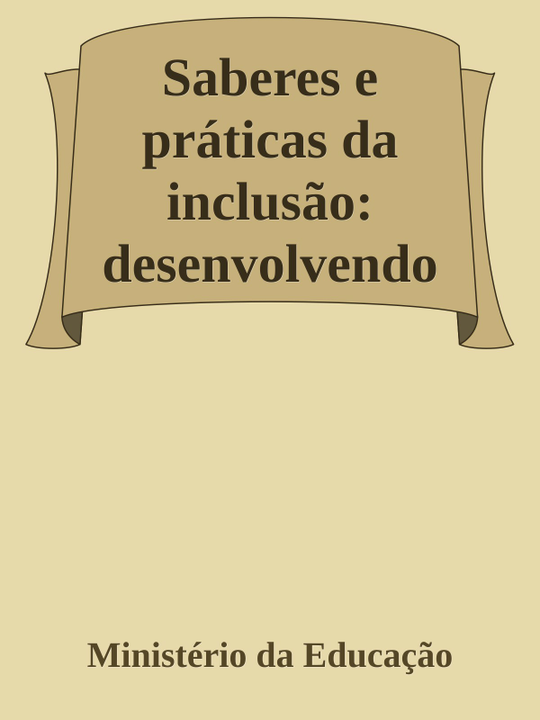 Saberes e
práticas da
inclusão:
desenvolvendo
Ministério da Educação